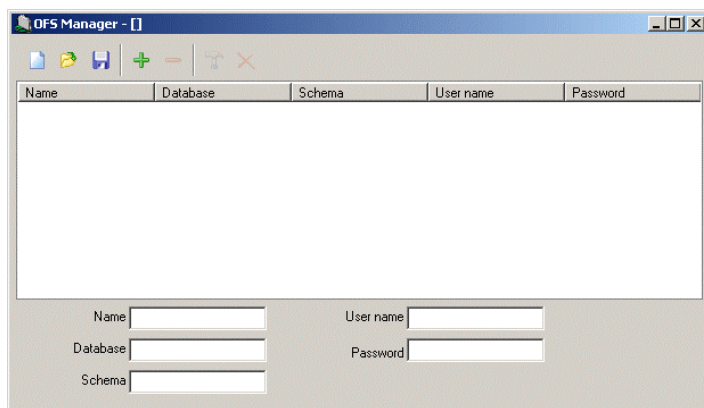 OFS Manager - []
Name Database Schema User name Password
Name User name
Database Password
Schema